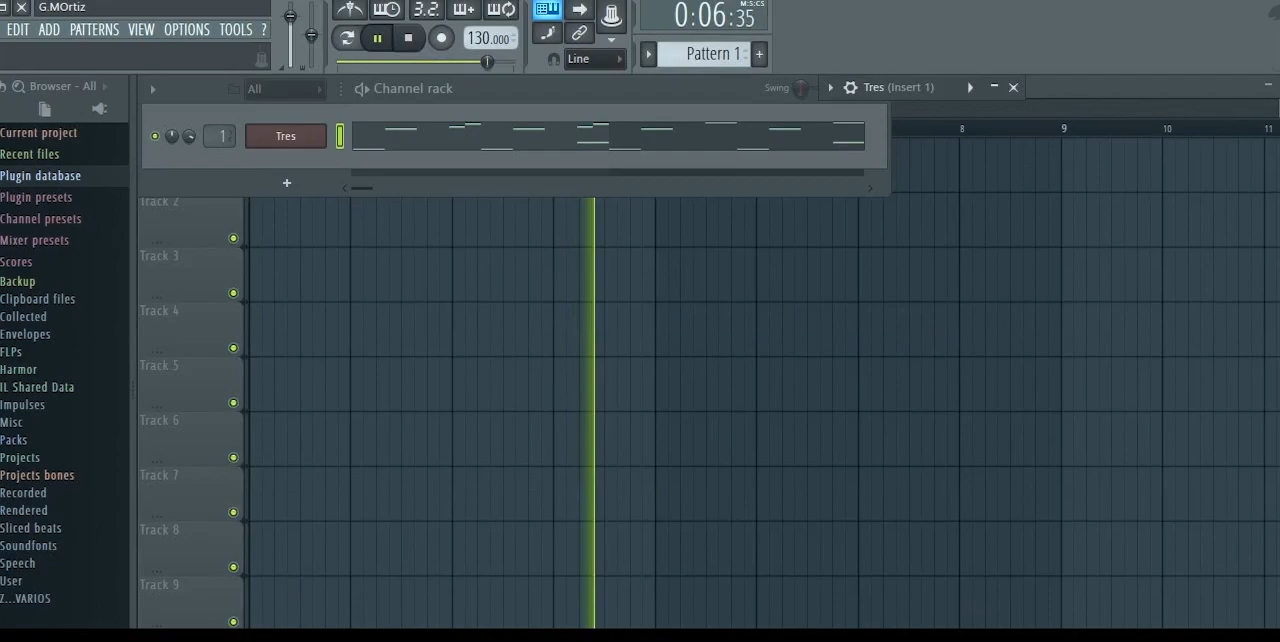 G.MOrtiz
EDIT ADD PATTERNS VIEW OPTIONS TOOLS ?
3.2.
130.000
Line
0:06:35
M:S:CS
Pattern 1
+
Browser - All
All
Channel rack
Swing
Tres (Insert 1)
1
Tres
+
8 9 10 11
Current project
Recent files
Plugin database
Plugin presets
Channel presets
Mixer presets
Scores
Backup
Clipboard files
Collected
Envelopes
FLPs
Harmor
IL Shared Data
Impulses
Misc
Packs
Projects
Projects bones
Recorded
Rendered
Sliced beats
Soundfonts
Speech
User
Z...VARIOS
Track 2
Track 3
Track 4
Track 5
Track 6
Track 7
Track 8
Track 9